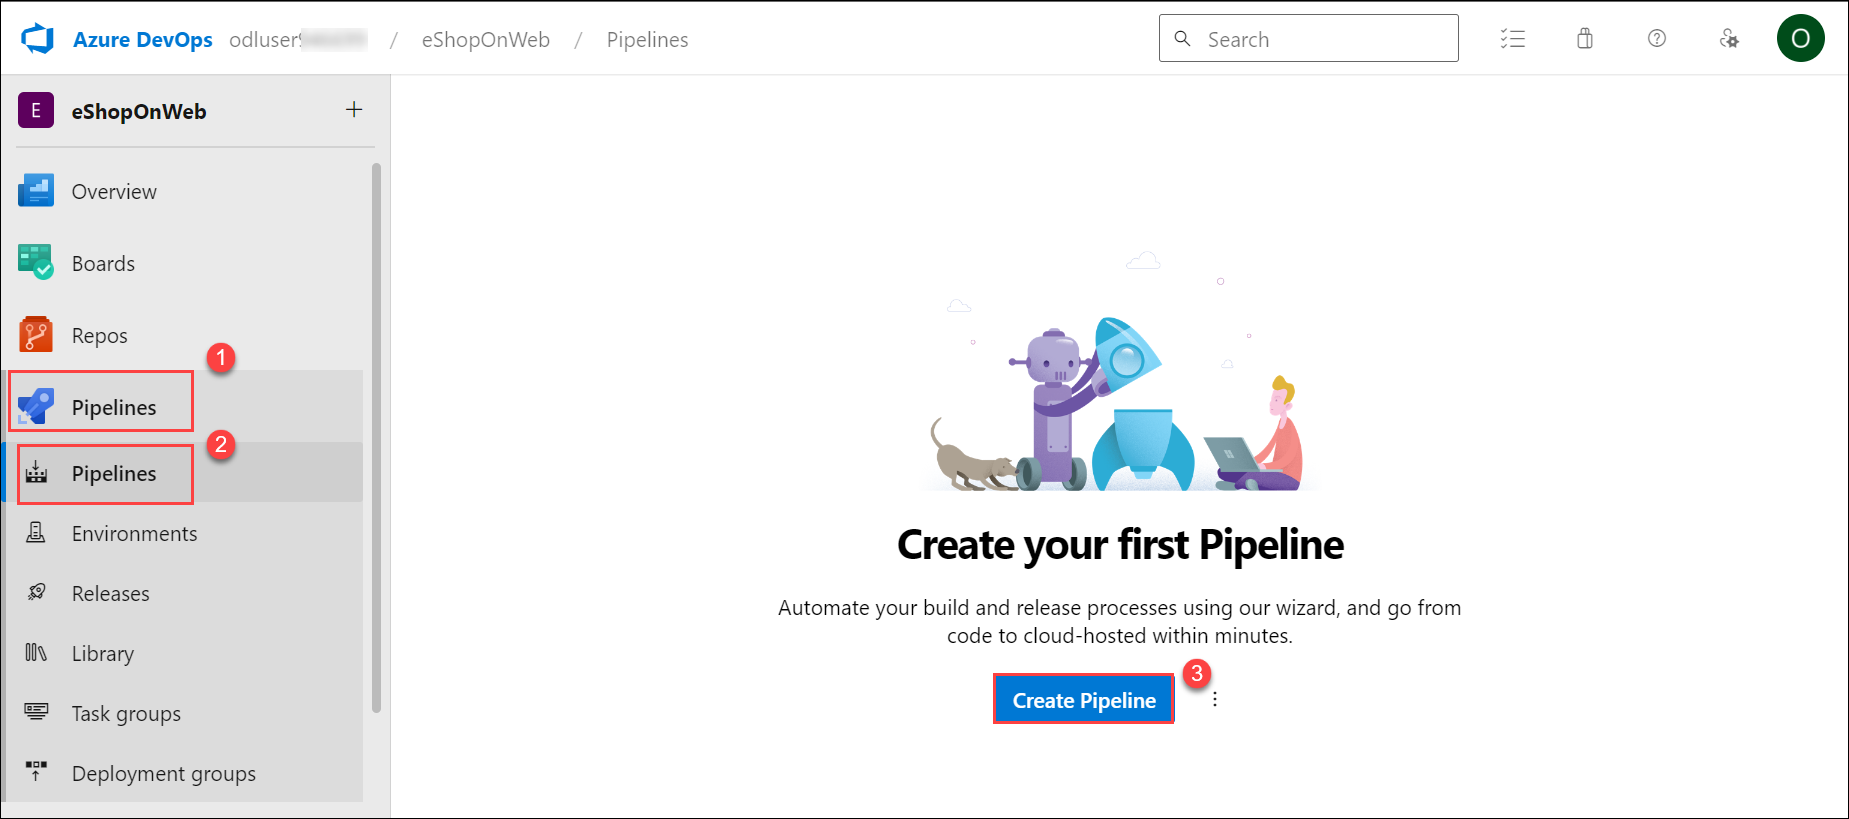 Azure DevOps odluser / eShopOnWeb / Pipelines
Search
O
E eShopOnWeb +
Overview
Boards
Repos
1
Pipelines
2
Pipelines
Environments
Releases
Library
Task groups
Deployment groups
Create your first Pipeline
Automate your build and release processes using our wizard, and go from
code to cloud-hosted within minutes.
3
Create Pipeline